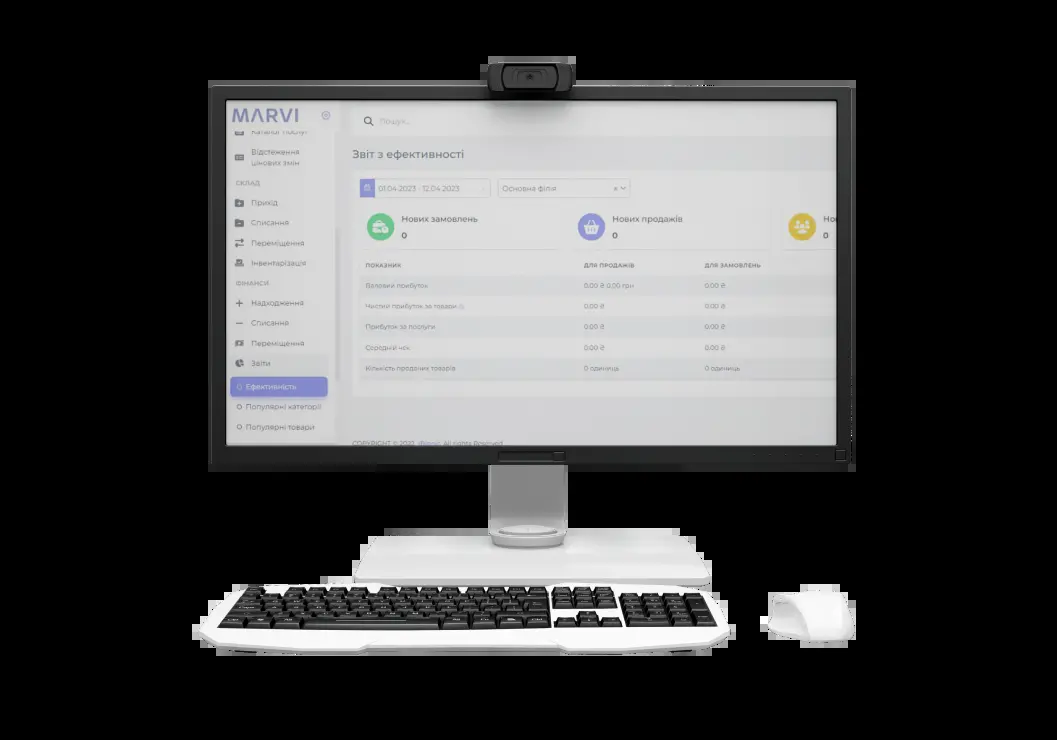 MARVI
Каталог послуг
Відстеження
цінових змін
СКЛАД
Прихід
Списання
Переміщення
Інвентарізація
ФІНАНСИ
Надходження
Списання
Переміщення
Звіти
Ефективність
Популярні категорії
Популярні товари
Пошук...
Звіт з ефективності
01.04.2023 - 12.04.2023
Основна філія
Нових замовлень
0
Нових продажів
0
Но
0
ПОКАЗНИК ДЛЯ ПРОДАЖІВ ДЛЯ ЗАМОВЛЕНЬ
Валовий прибуток 0.00 ₴ 0.00 грн 0.00 ₴
Чистий прибуток за товари 0.00 ₴ 0.00 ₴
Прибуток за послуги 0.00 ₴ 0.00 ₴
Середній чек 0.00 ₴ 0.00 ₴
Кількість проданих товарів 0 одиниць 0 одиниць
COPYRIGHT © 2022 All rights Reserved